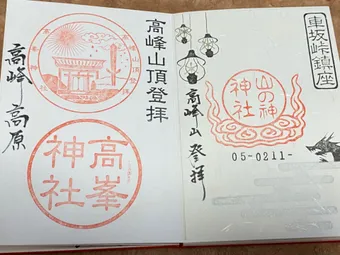 車坂峠鎮座
山の神
神社
05-0211-
高峰山登拝
高峰山頂登拝
高峯
神社
高峰高原